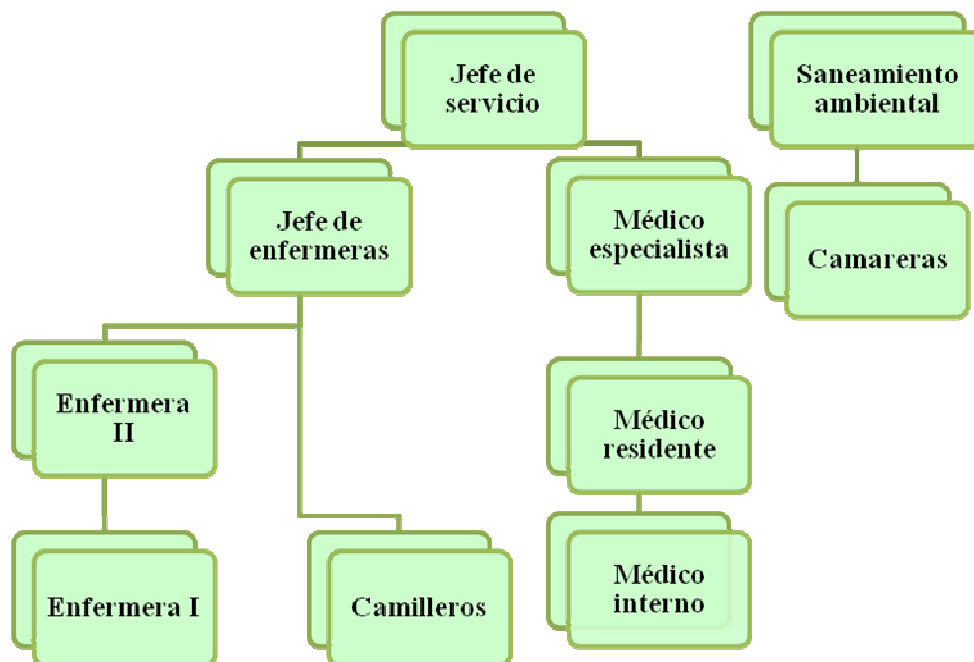 Jefe de
servicio
Saneamiento
ambiental
Jefe de
enfermeras
Médico
especialista
Camareras
Enfermera
II
Médico
residente
Enfermera I
Camilleros
Médico
interno